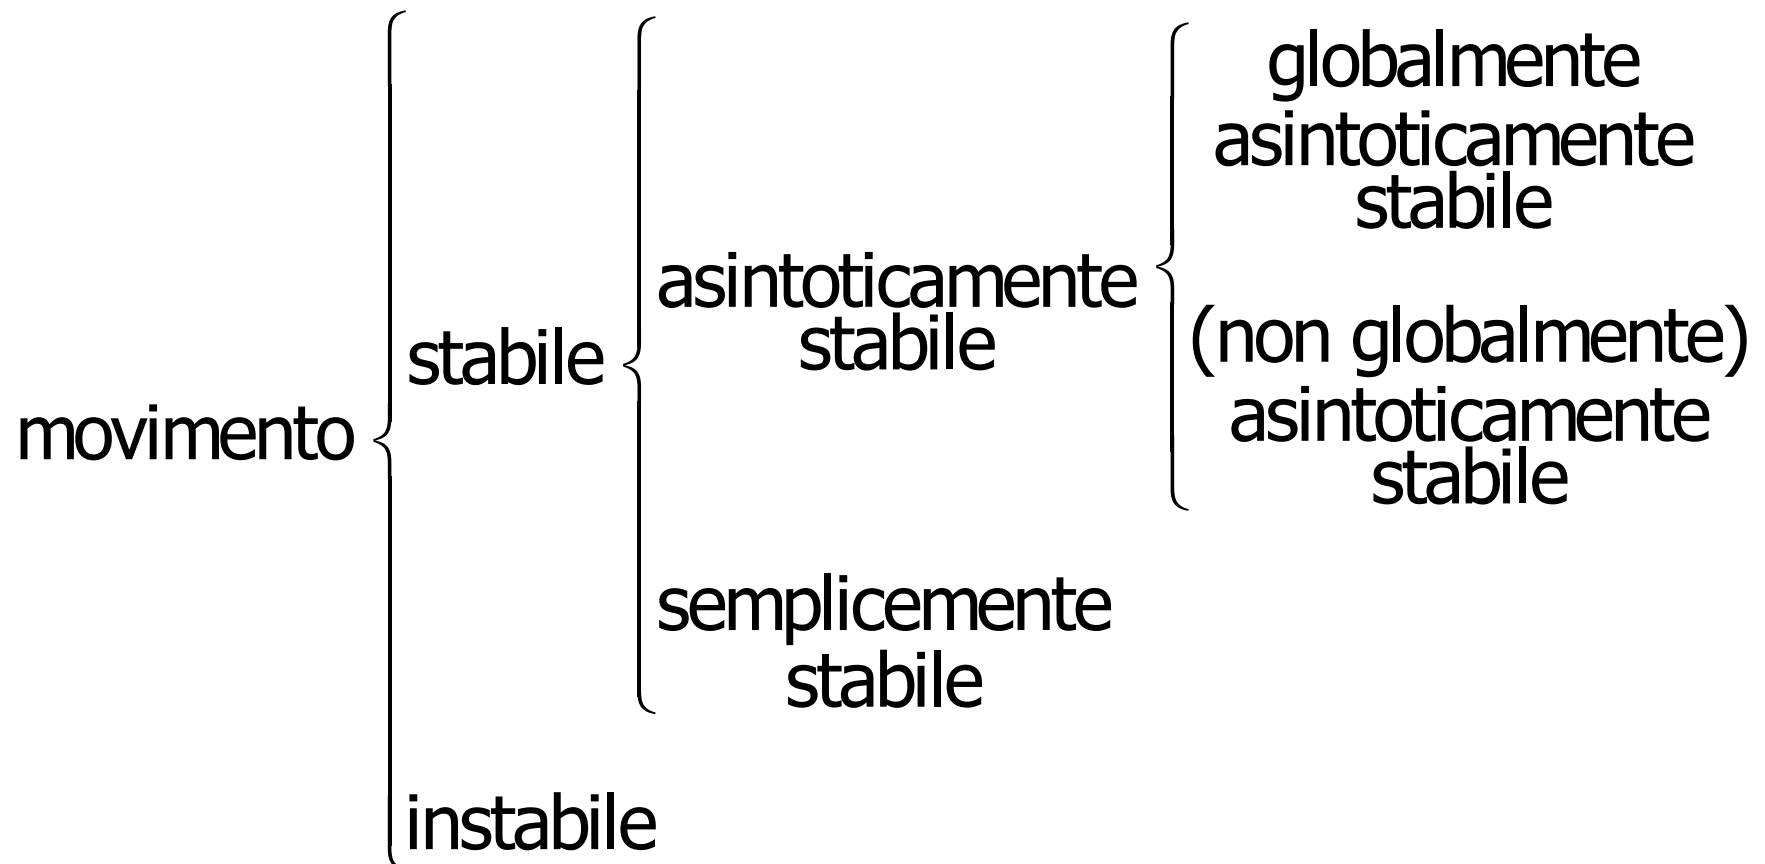 movimento
stabile
asintoticamente
stabile
globalmente
asintoticamente
stabile
(non globalmente)
asintoticamente
stabile
semplicemente
stabile
instabile